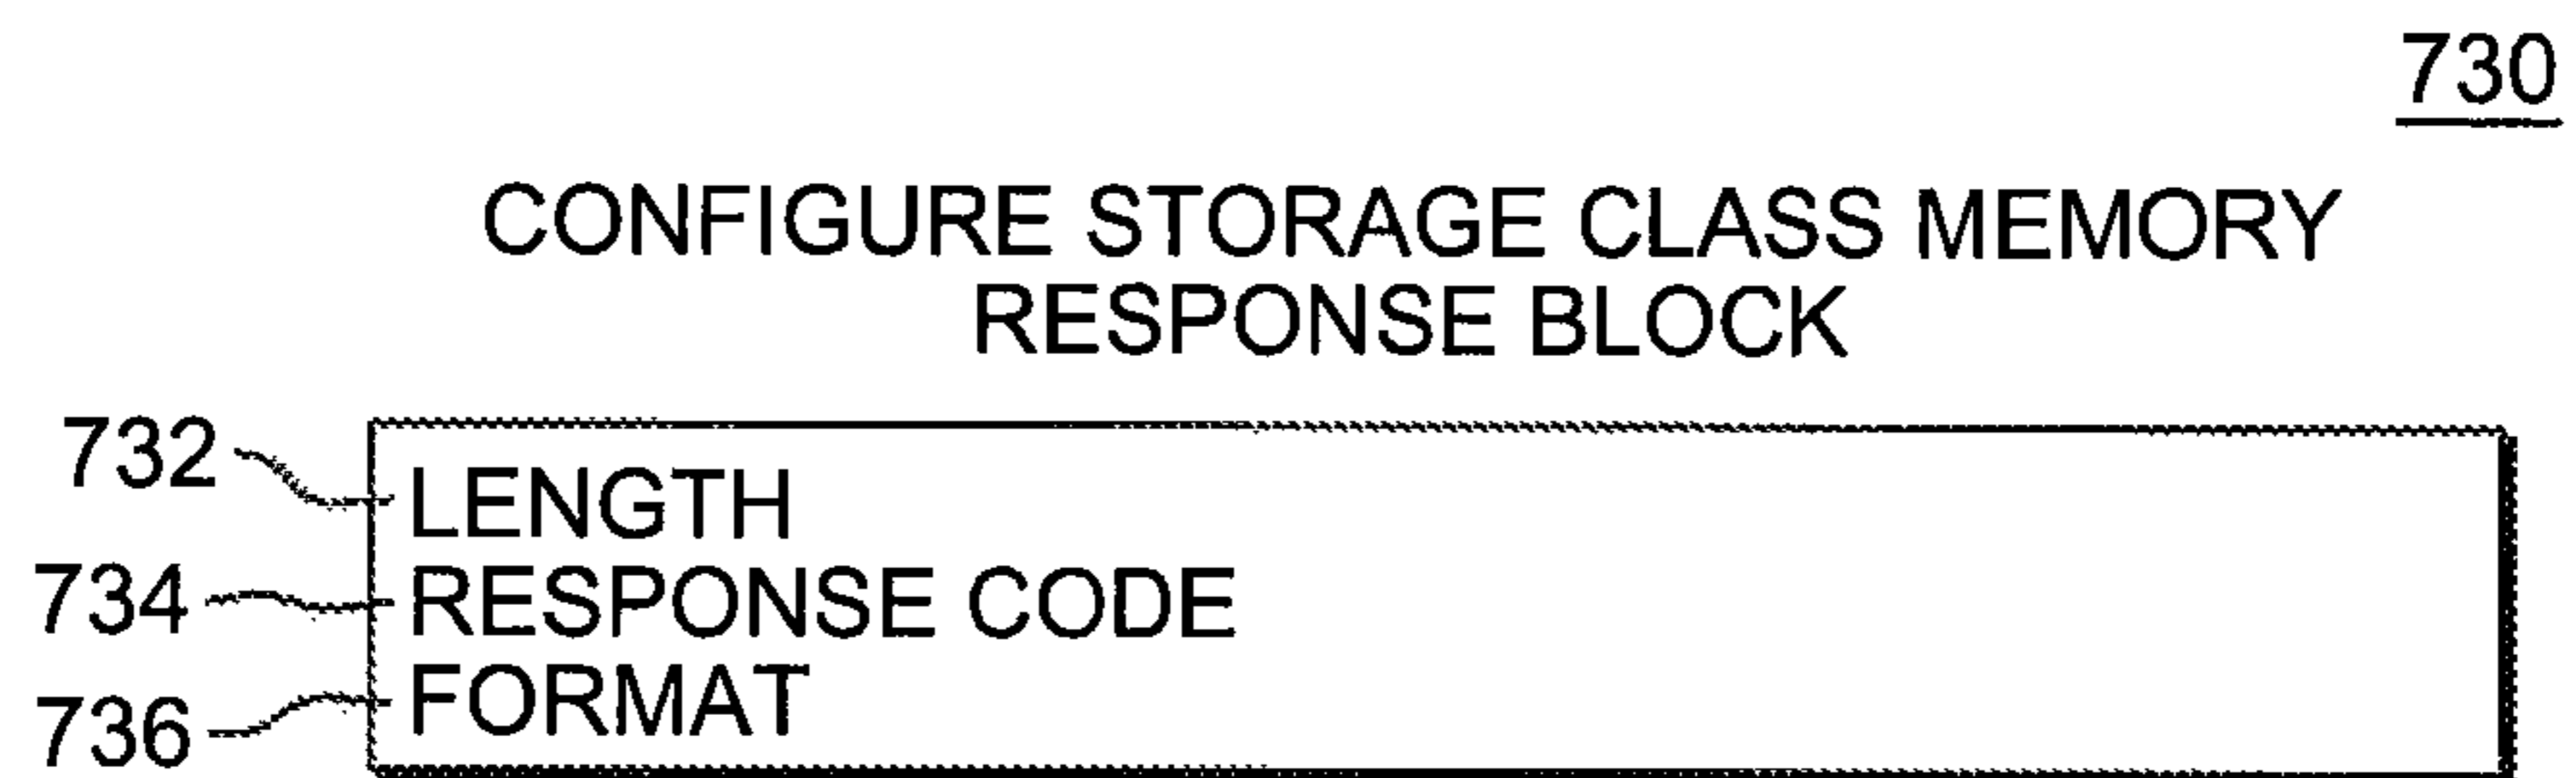 730
CONFIGURE STORAGE CLASS MEMORY
RESPONSE BLOCK
732 LENGTH
734 RESPONSE CODE
736 FORMAT